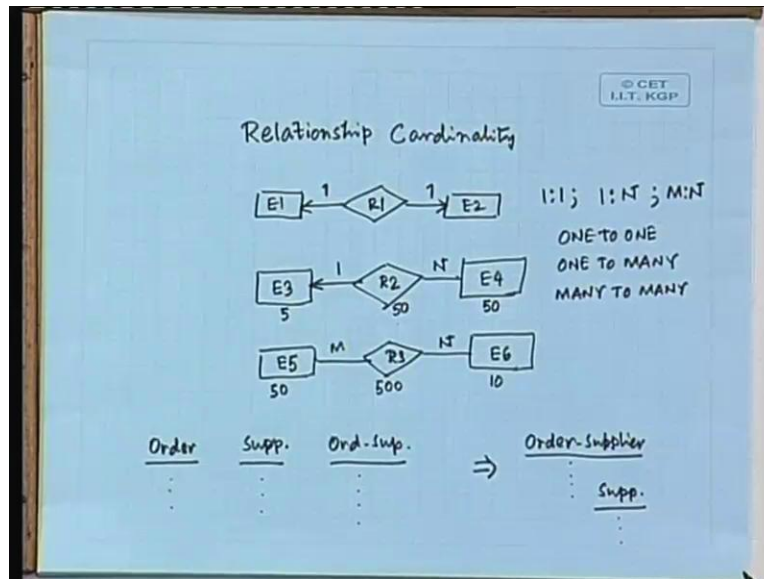 © CET
I.I.T. KGP
Relationship Cardinality
E1 1 R1 1 E2
1:1; 1:N; M:N
ONE TO ONE
ONE TO MANY
MANY TO MANY
E3 1 R2 N E4
5 50 50
E5 M R3 N E6
50 500 10
Order Supp. Ord-Sup. ⇒ Order-Supplier
Supp.